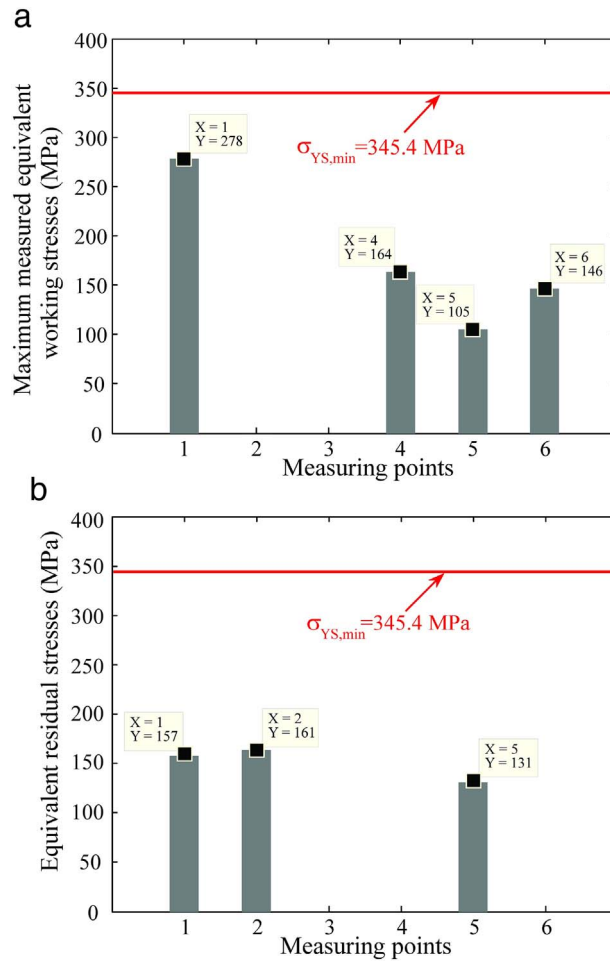 a
Maximum measured equivalent
working stresses (MPa)
400
350
300
250
200
150
100
50
0
σYS,min=345.4 MPa
X = 1
Y = 278
X = 4
Y = 164
X = 5
Y = 105
X = 6
Y = 146
1 2 3 4 5 6
Measuring points
b
Equivalent residual stresses (MPa)
400
350
300
250
200
150
100
50
0
σYS,min=345.4 MPa
X = 1
Y = 157
X = 2
Y = 161
X = 5
Y = 131
1 2 3 4 5 6
Measuring points